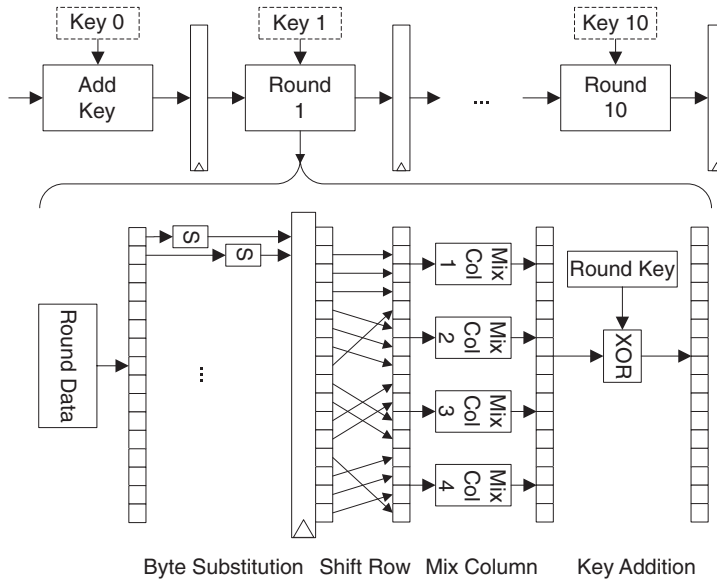 Key 0
Key 1
Key 10
Add
Key
Round
1
...
Round
10
S
S
Round Data
...
Mix
Col
1
Mix
Col
2
Mix
Col
3
Mix
Col
4
Round Key
XOR
Byte Substitution
Shift Row
Mix Column
Key Addition